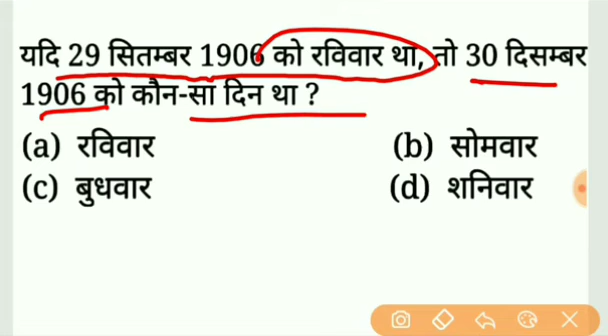 यदि 29 सितम्बर 1906 को रविवार था, तो 30 दिसम्बर
1906 को कौन-सा दिन था ?
(a) रविवार (b) सोमवार
(c) बुधवार (d) शनिवार